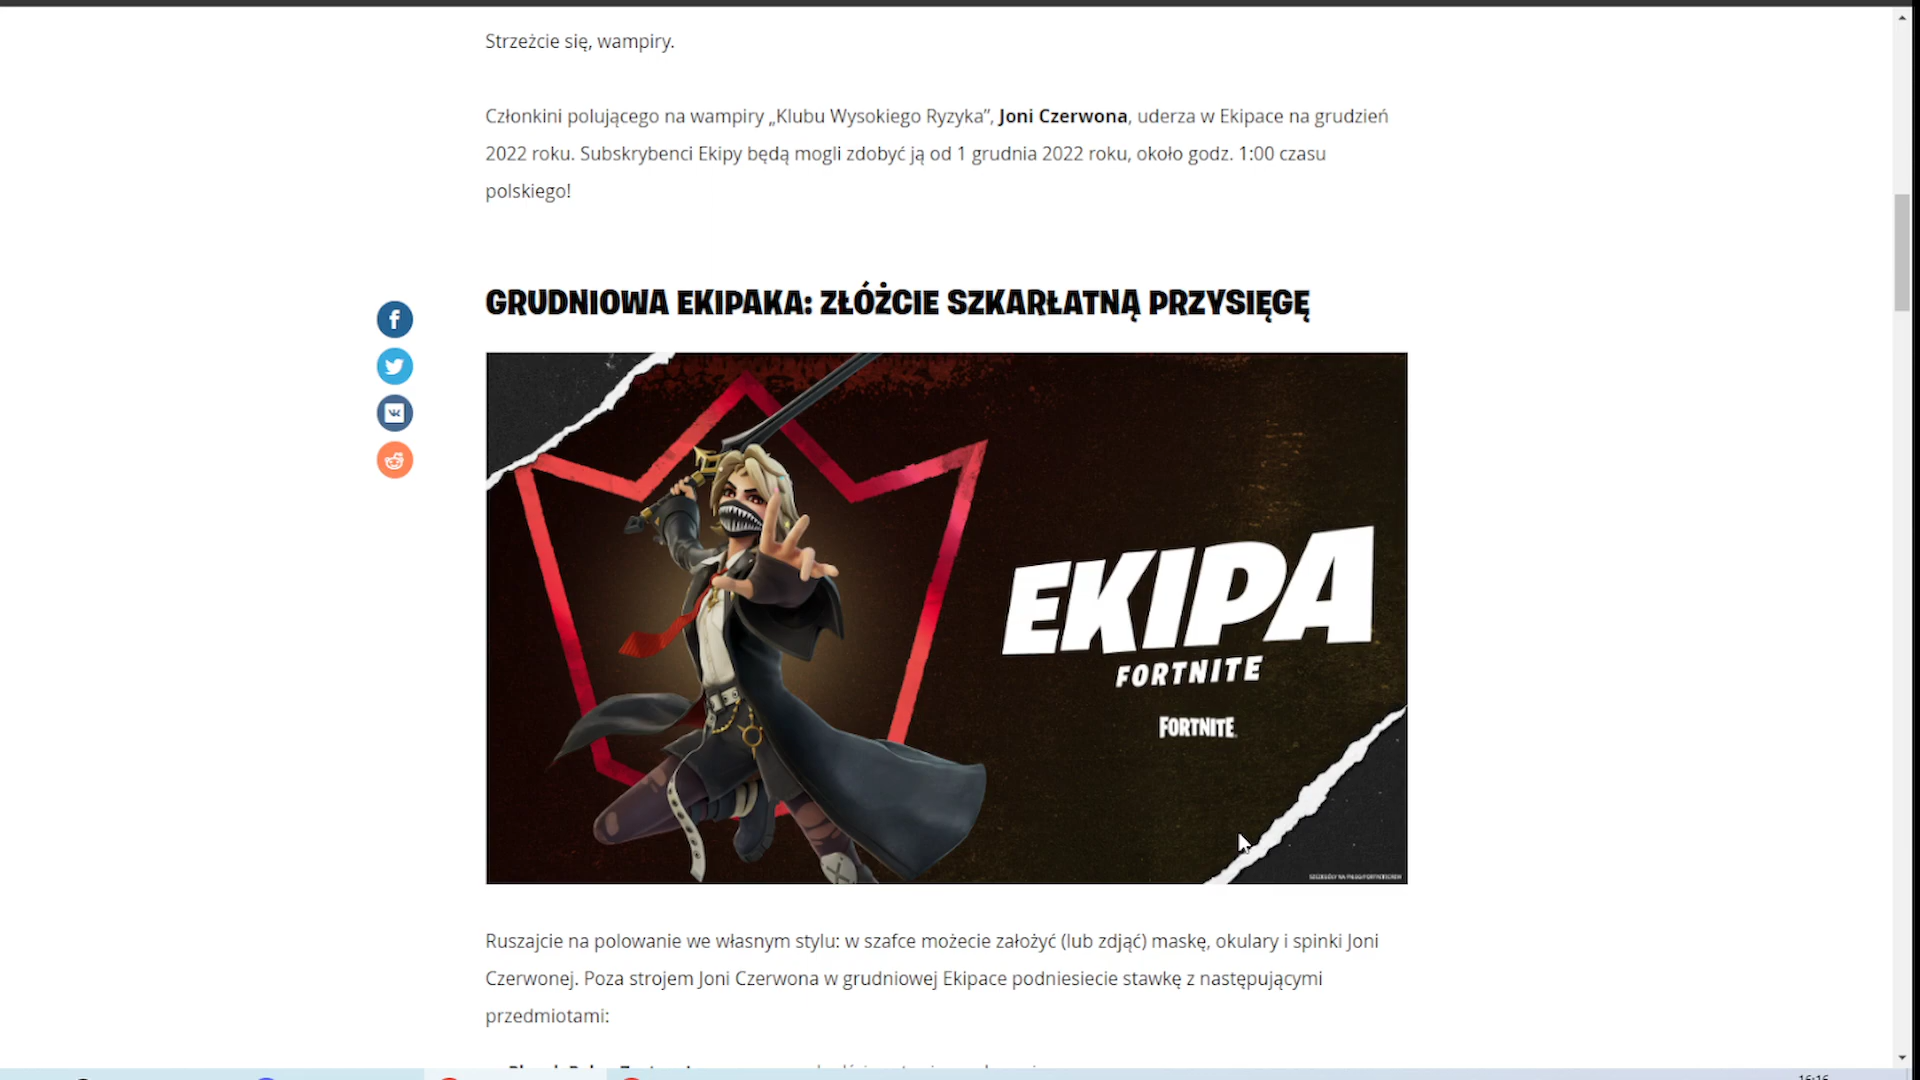 Strzeżcie się, wampiry.
Członkini polującego na wampiry „Klubu Wysokiego Ryzyka”, Joni Czerwona, uderza w Ekipace na grudzień
2022 roku. Subskrybenci Ekipy będą mogli zdobyć ją od 1 grudnia 2022 roku, około godz. 1:00 czasu
polskiego!
GRUDNIOWA EKIPAKA: ZŁÓŻCIE SZKARŁATNĄ PRZYSIĘGĘ
EKIPA
FORTNITE
FORTNITE
Ruszajcie na polowanie we własnym stylu: w szafce możecie założyć (lub zdjąć) maskę, okulary i spinki Joni
Czerwonej. Poza strojem Joni Czerwona w grudniowej Ekipace podniesiecie stawkę z następującymi
przedmiotami: